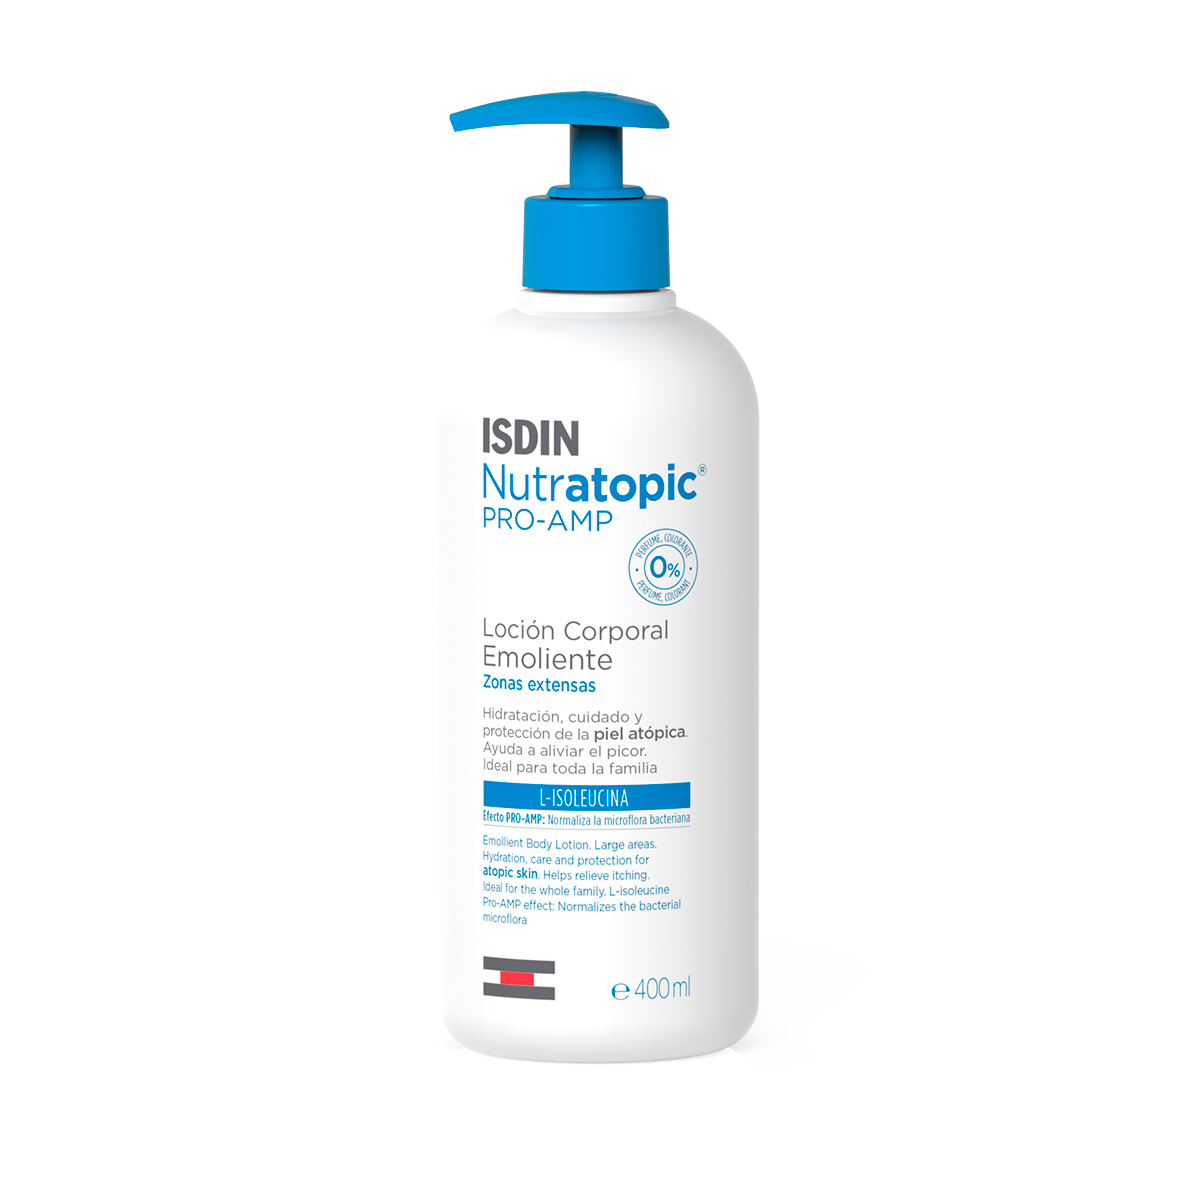 ISDIN
Nutratopic®
PRO-AMP
PERFUME, COLORANTE
0%
PERFUME, COLORANT
Loción Corporal
Emoliente
Zonas extensas
Hidratación, cuidado y
protección de la piel atópica.
Ayuda a aliviar el picor.
Ideal para toda la familia
L-ISOLEUCINA
Efecto PRO-AMP: Normaliza la microflora bacteriana
Emollient Body Lotion. Large areas.
Hydration, care and protection for
atopic skin. Helps relieve itching.
Ideal for the whole family. L-isoleucine
Pro-AMP effect: Normalizes the bacterial
microflora
℮ 400 ml